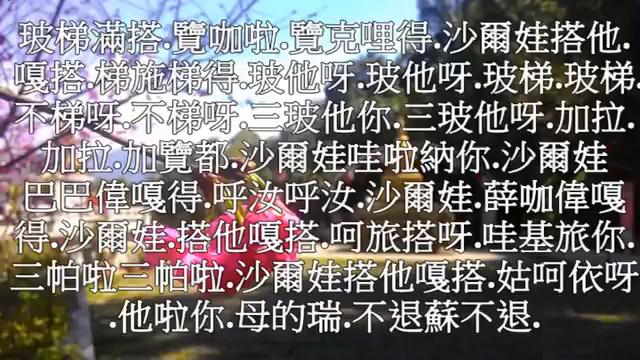 玻梯滿搭.覽咖啦.覽克哩得.沙爾娃搭他.
嘎搭.梯施梯得.玻他呀.玻他呀.玻梯.玻梯.
不梯呀.不梯呀.三玻他你.三玻他呀.加拉.
加拉.加覽都.沙爾娃哇啦納你.沙爾娃
巴巴偉嘎得.呼汝呼汝.沙爾娃.薛咖偉嘎
得.沙爾娃.搭他嘎搭.呵旅搭呀.哇基旅你.
三帕啦三帕啦.沙爾娃搭他嘎搭.姑呵依呀
.他啦你.母的瑞.不退蘇不退.